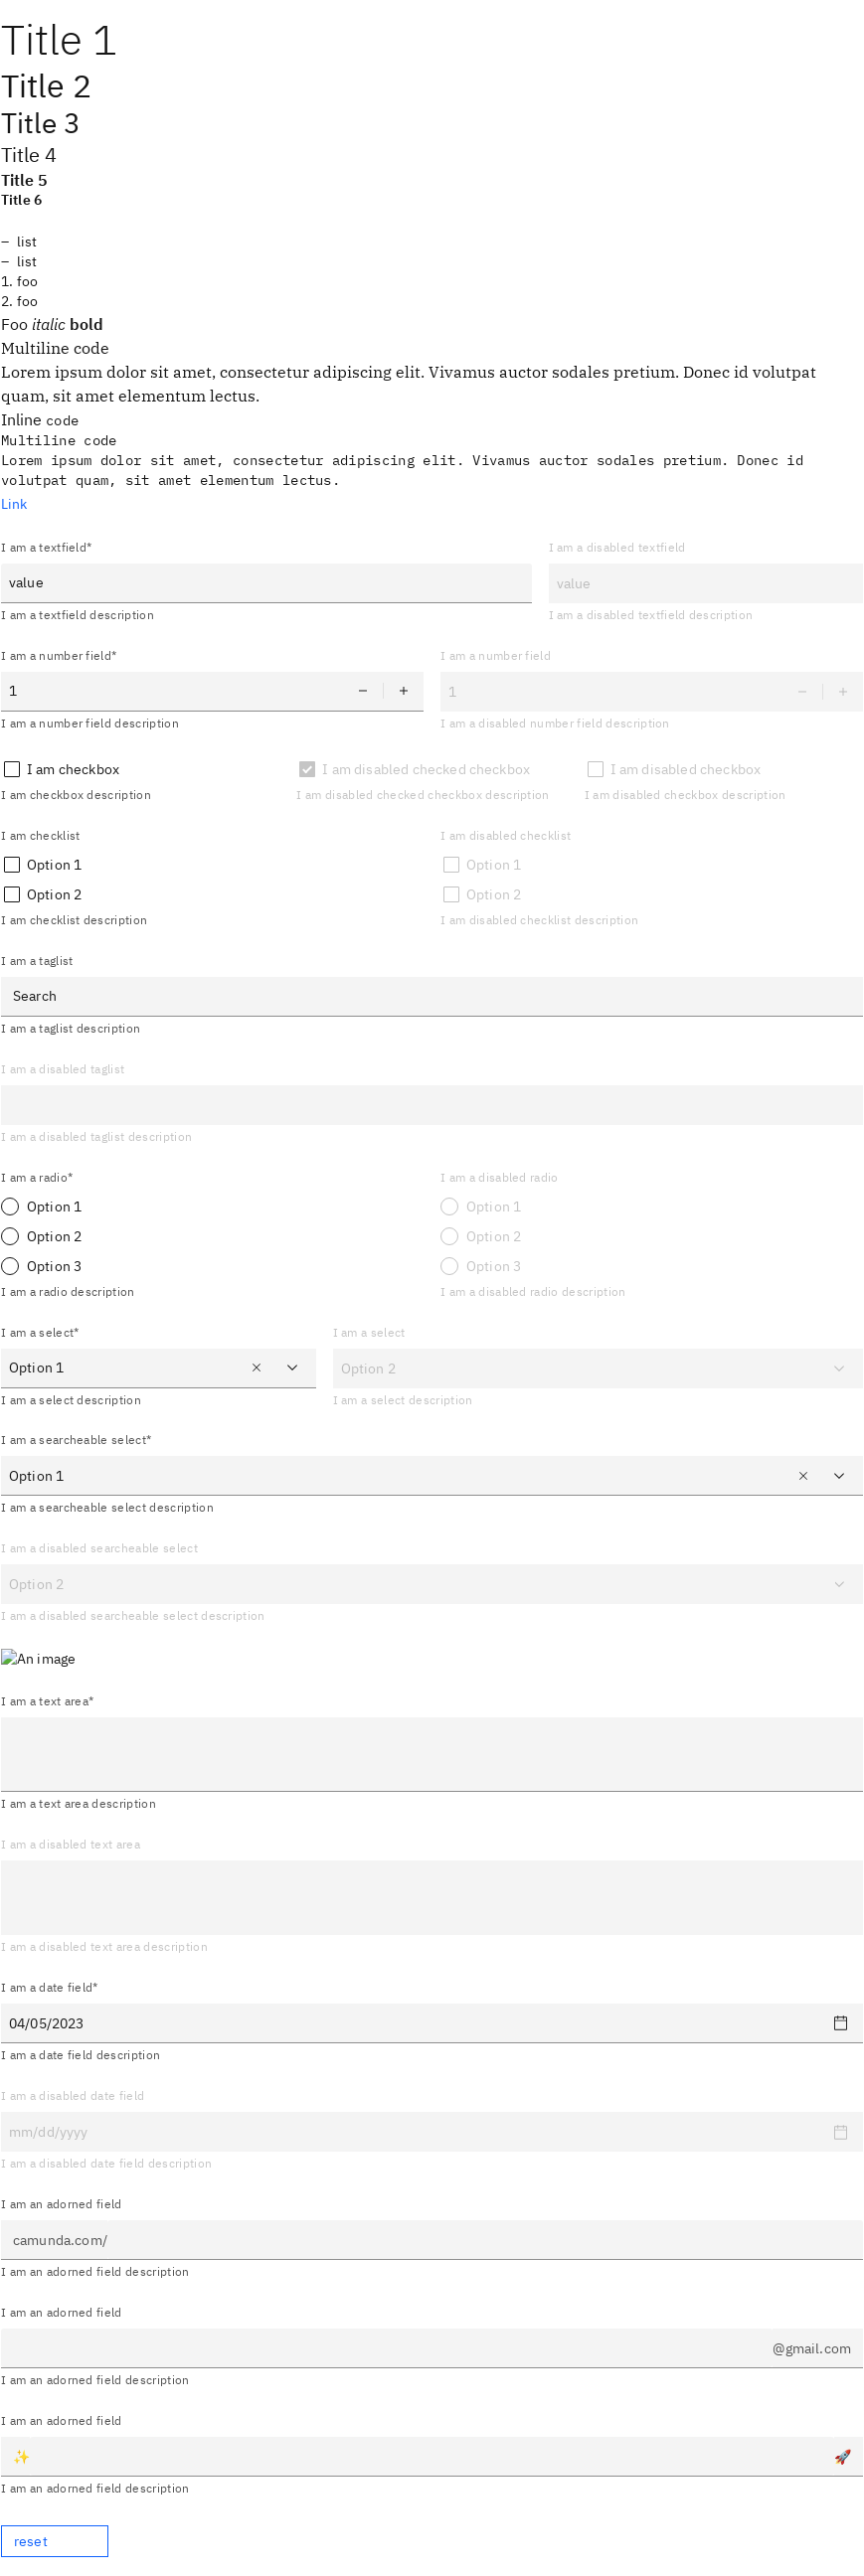 Title 1
Title 2
Title 3
Title 4
Title 5
Title 6
– list
– list
1. foo
2. foo
Foo italic bold
Multiline code
Lorem ipsum dolor sit amet, consectetur adipiscing elit. Vivamus auctor sodales pretium. Donec id volutpat
quam, sit amet elementum lectus.
Inline code
Multiline code
Lorem ipsum dolor sit amet, consectetur adipiscing elit. Vivamus auctor sodales pretium. Donec id
volutpat quam, sit amet elementum lectus.
Link
I am a textfield* I am a disabled textfield
value value
I am a textfield description I am a disabled textfield description
I am a number field* I am a number field
1 1
I am a number field description I am a disabled number field description
I am checkbox I am disabled checked checkbox I am disabled checkbox
I am checkbox description I am disabled checked checkbox description I am disabled checkbox description
I am checklist I am disabled checklist
Option 1 Option 1
Option 2 Option 2
I am checklist description I am disabled checklist description
I am a taglist
Search
I am a taglist description
I am a disabled taglist
I am a disabled taglist description
I am a radio* I am a disabled radio
Option 1 Option 1
Option 2 Option 2
Option 3 Option 3
I am a radio description I am a disabled radio description
I am a select* I am a select
Option 1 Option 2
I am a select description I am a select description
I am a searcheable select*
Option 1
I am a searcheable select description
I am a disabled searcheable select
Option 2
I am a disabled searcheable select description
An image
I am a text area*
I am a text area description
I am a disabled text area
I am a disabled text area description
I am a date field*
04/05/2023
I am a date field description
I am a disabled date field
mm/dd/yyyy
I am a disabled date field description
I am an adorned field
camunda.com/
I am an adorned field description
I am an adorned field
@gmail.com
I am an adorned field description
I am an adorned field
✨ 🚀
I am an adorned field description
reset